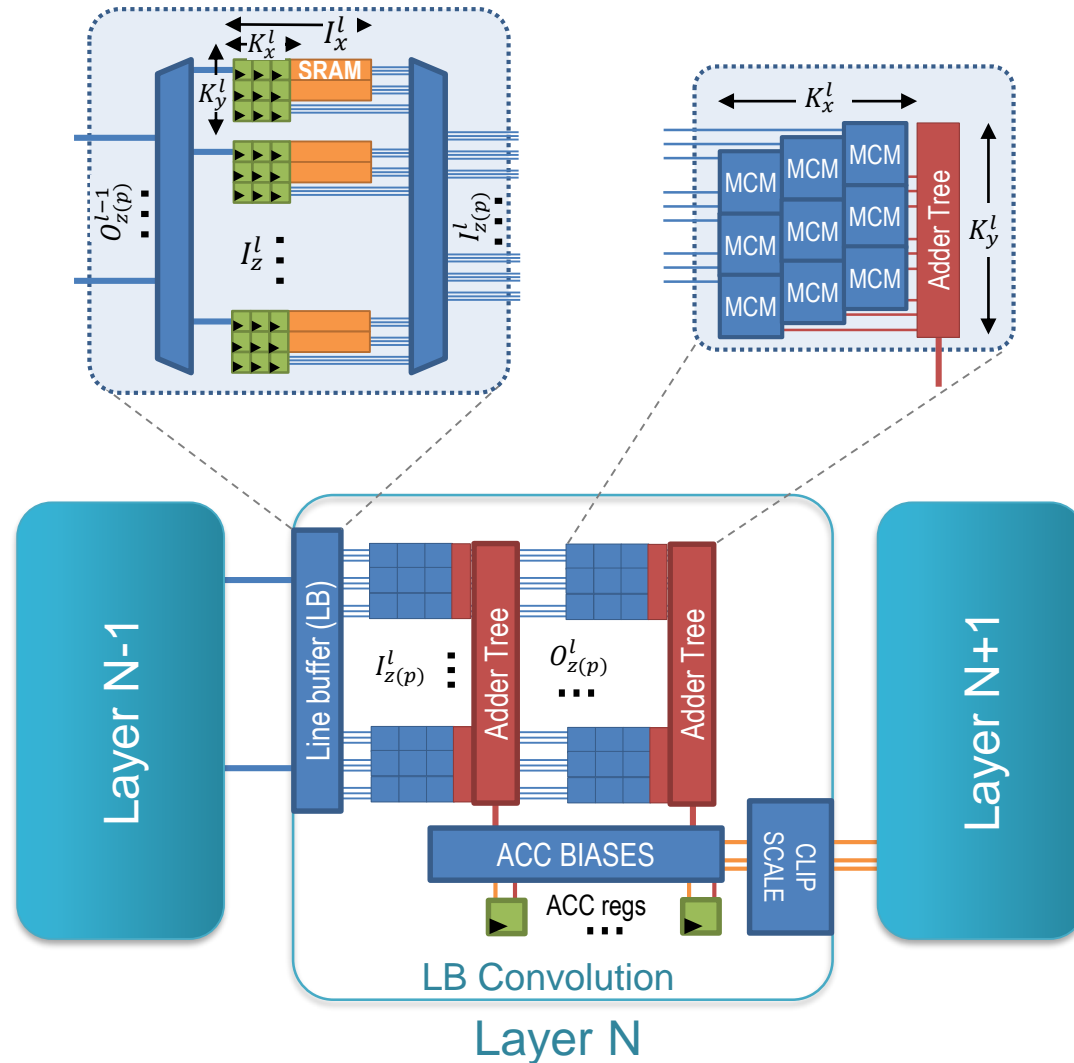 I_x^l
K_x^l
SRAM
K_y^l
O_{z(p)}^{l-1}
I_z^l
I_{z(p)}^l
K_x^l
MCM MCM MCM
MCM MCM MCM
MCM MCM MCM
Adder Tree
K_y^l
Layer N-1
Line buffer (LB)
I_{z(p)}^l
Adder Tree
O_{z(p)}^l
Adder Tree
ACC BIASES
ACC regs
CLIP
SCALE
Layer N+1
LB Convolution
Layer N